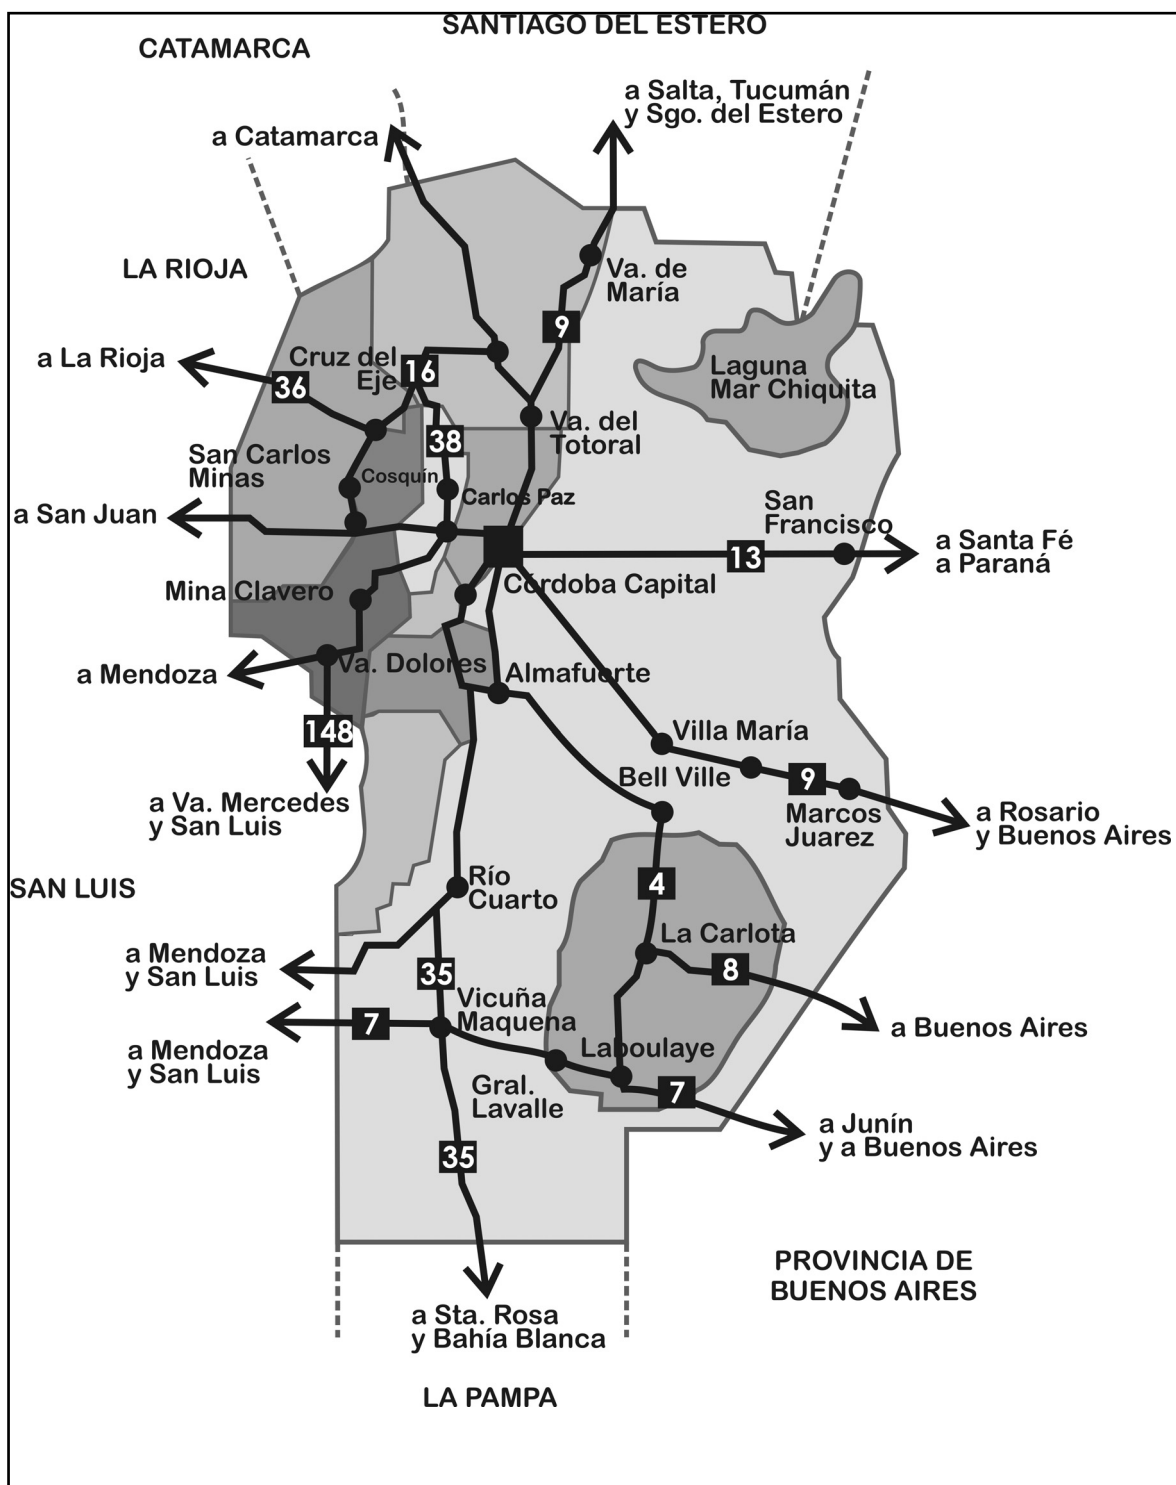 SANTIAGO DEL ESTERO
CATAMARCA
a Salta, Tucumán
y Sgo. del Estero
a Catamarca
LA RIOJA
Va. de
María
9
Laguna
Mar Chiquita
a La Rioja
Cruz del
Eje
16
36
Va. del
Totoral
38
San Carlos
Minas
Cosquín
Carlos Paz
San
Francisco
a San Juan
13
a Santa Fé
a Paraná
Córdoba Capital
Mina Clavero
Va. Dolores
a Mendoza
Almafuerte
148
Villa María
Bell Ville
9
Marcos
Juarez
a Va. Mercedes
y San Luis
a Rosario
y Buenos Aires
SAN LUIS
Río
Cuarto
4
La Carlota
a Mendoza
y San Luis
35
8
Vicuña
Maquena
7
a Buenos Aires
a Mendoza
y San Luis
Laboulaye
Gral.
Lavalle
7
a Junín
y a Buenos Aires
35
PROVINCIA DE
BUENOS AIRES
a Sta. Rosa
y Bahía Blanca
LA PAMPA